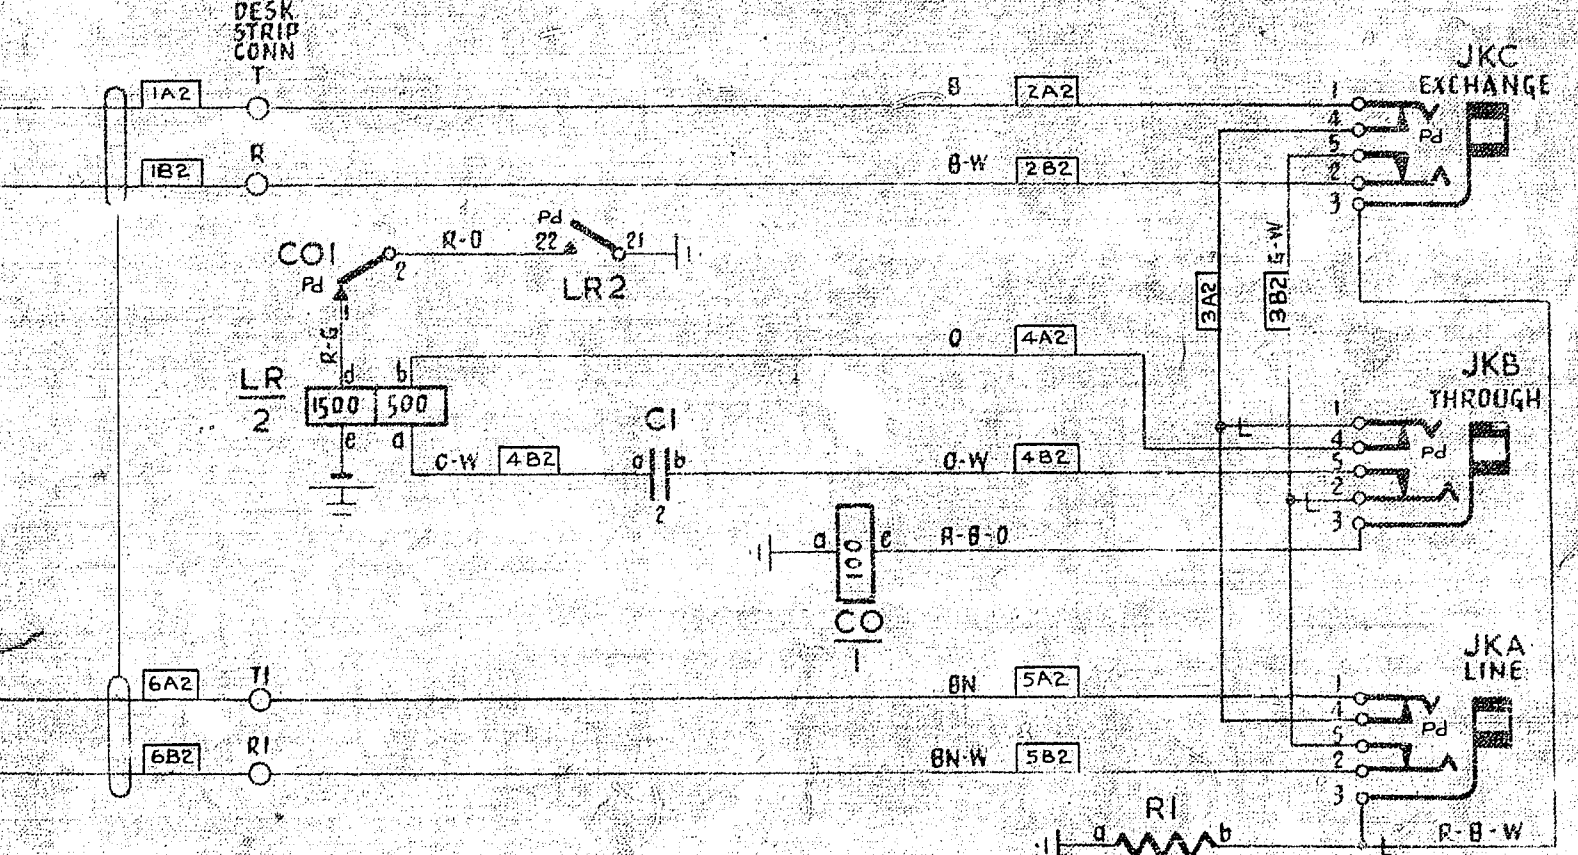 DESK
STRIP
CONN
T
1A2
B
2A2
JKC
EXCHANGE
1
4
Pd
5
R
1B2
B-W
2B2
2
3
Pd
22
21
LR2
CO1
Pd
R-O
2
1
R-G
G-W
3A2
3B2
O
4A2
LR
2
d
b
1500
500
e
a
JKB
THROUGH
1
4
Pd
5
2
3
L
L
O-W
4B2
C1
a
b
2
O-W
4B2
a
100
e
CO
1
R-B-O
JKA
LINE
6A2
T1
BN
5A2
1
4
Pd
5
6B2
R1
BN-W
5B2
2
3
R1
a
b
L
R-B-W